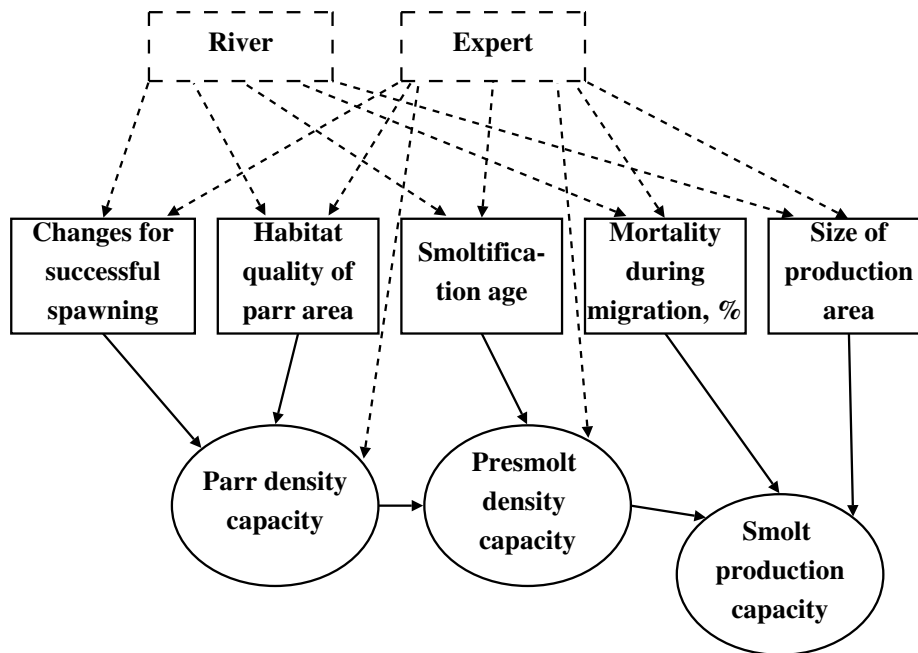 River
Expert
Changes for
successful
spawning
Habitat
quality of
parr area
Smoltifica-
tion age
Mortality
during
migration, %
Size of
production
area
Parr density
capacity
Presmolt
density
capacity
Smolt
production
capacity